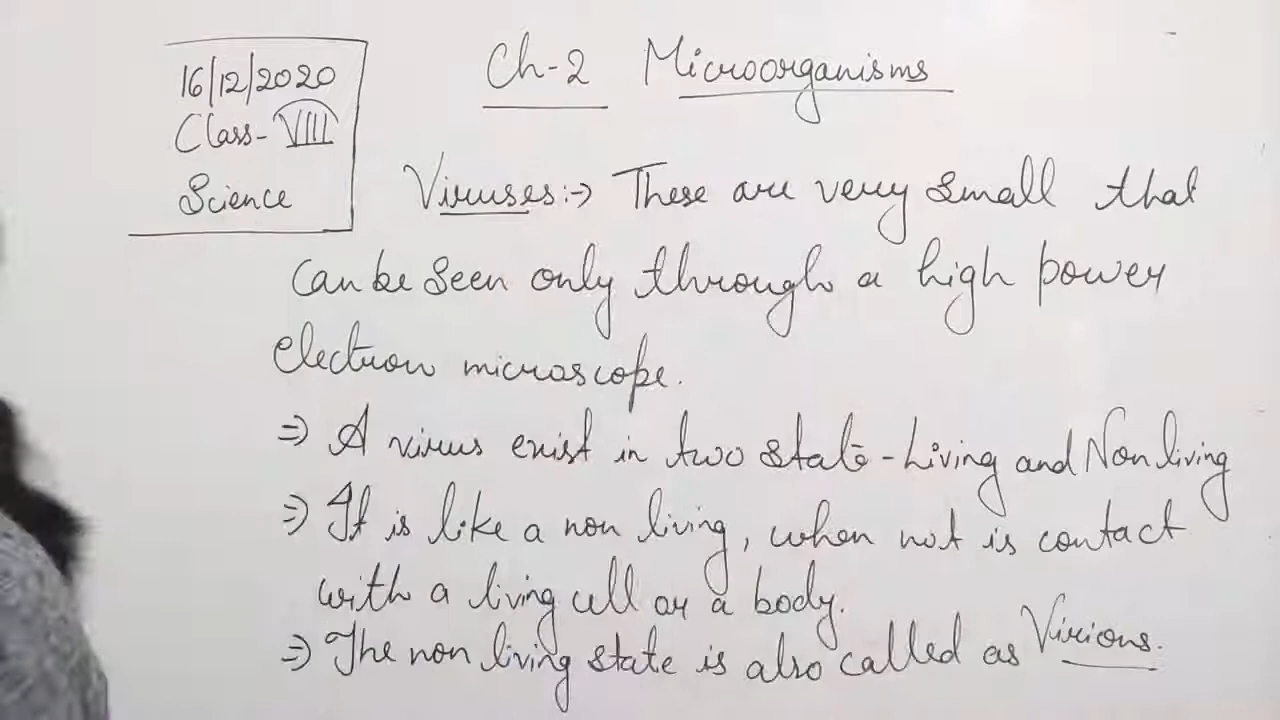 16/12/2020
Class- VIII
Science
Ch-2 Microorganisms
Viruses:→ These are very small that
can be seen only through a high power
electron microscope.
⇒ A virus exist in two state - Living and Non living
⇒ It is like a non living, when not is contact
with a living cell or a body.
⇒ The non living state is also called as Virions.